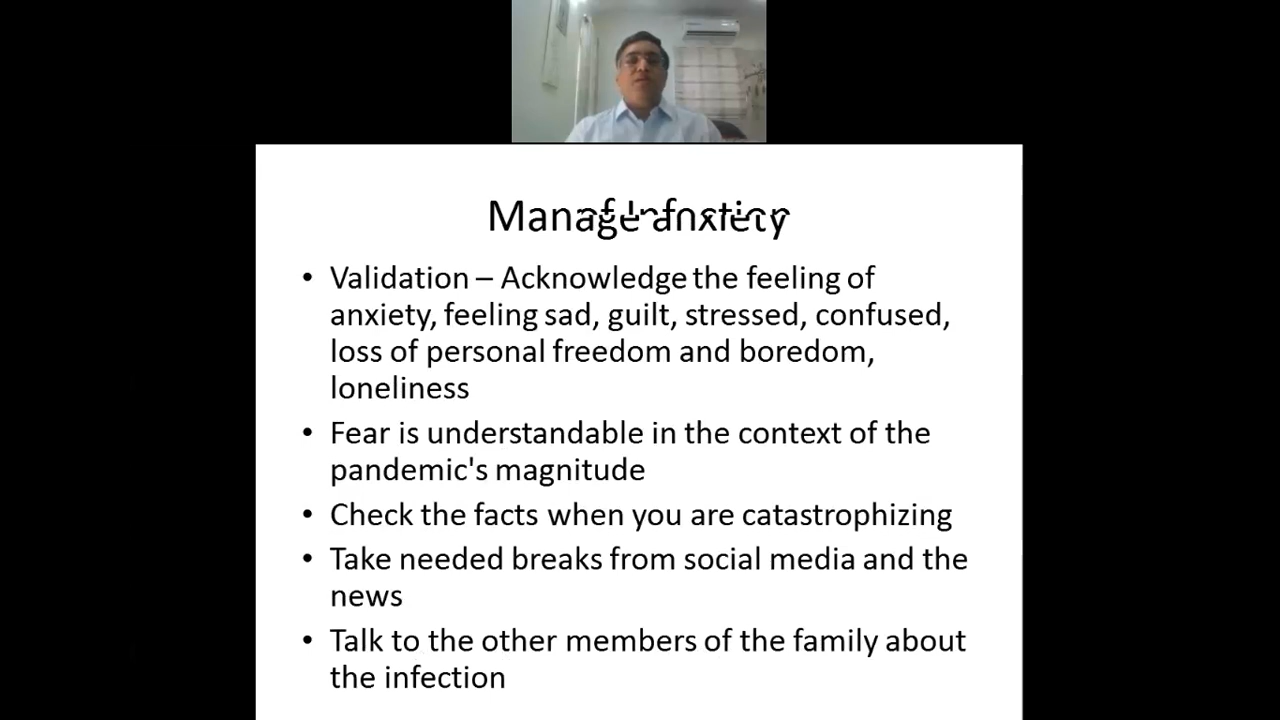 Manage anxiety
• Validation – Acknowledge the feeling of
anxiety, feeling sad, guilt, stressed, confused,
loss of personal freedom and boredom,
loneliness
• Fear is understandable in the context of the
pandemic's magnitude
• Check the facts when you are catastrophizing
• Take needed breaks from social media and the
news
• Talk to the other members of the family about
the infection